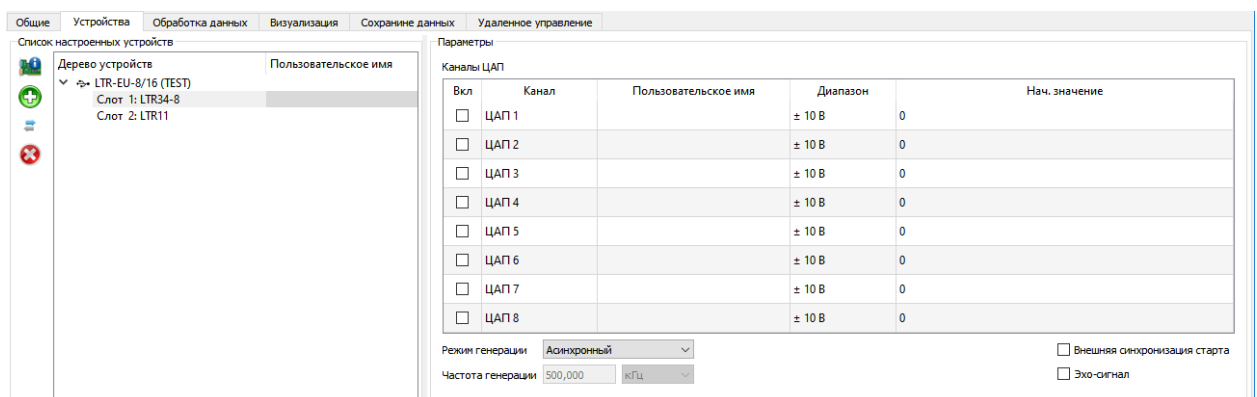 Общие Устройства Обработка данных Визуализация Сохранине данных Удаленное управление
Список настроенных устройств
Дерево устройств Пользовательское имя
LTR-EU-8/16 (TEST)
Слот 1: LTR34-8
Слот 2: LTR11
Параметры
Каналы ЦАП
Вкл Канал Пользовательское имя Диапазон Нач. значение
ЦАП 1 ± 10 В 0
ЦАП 2 ± 10 В 0
ЦАП 3 ± 10 В 0
ЦАП 4 ± 10 В 0
ЦАП 5 ± 10 В 0
ЦАП 6 ± 10 В 0
ЦАП 7 ± 10 В 0
ЦАП 8 ± 10 В 0
Режим генерации Асинхронный Внешняя синхронизация старта
Частота генерации 500,000 кГц Эхо-сигнал